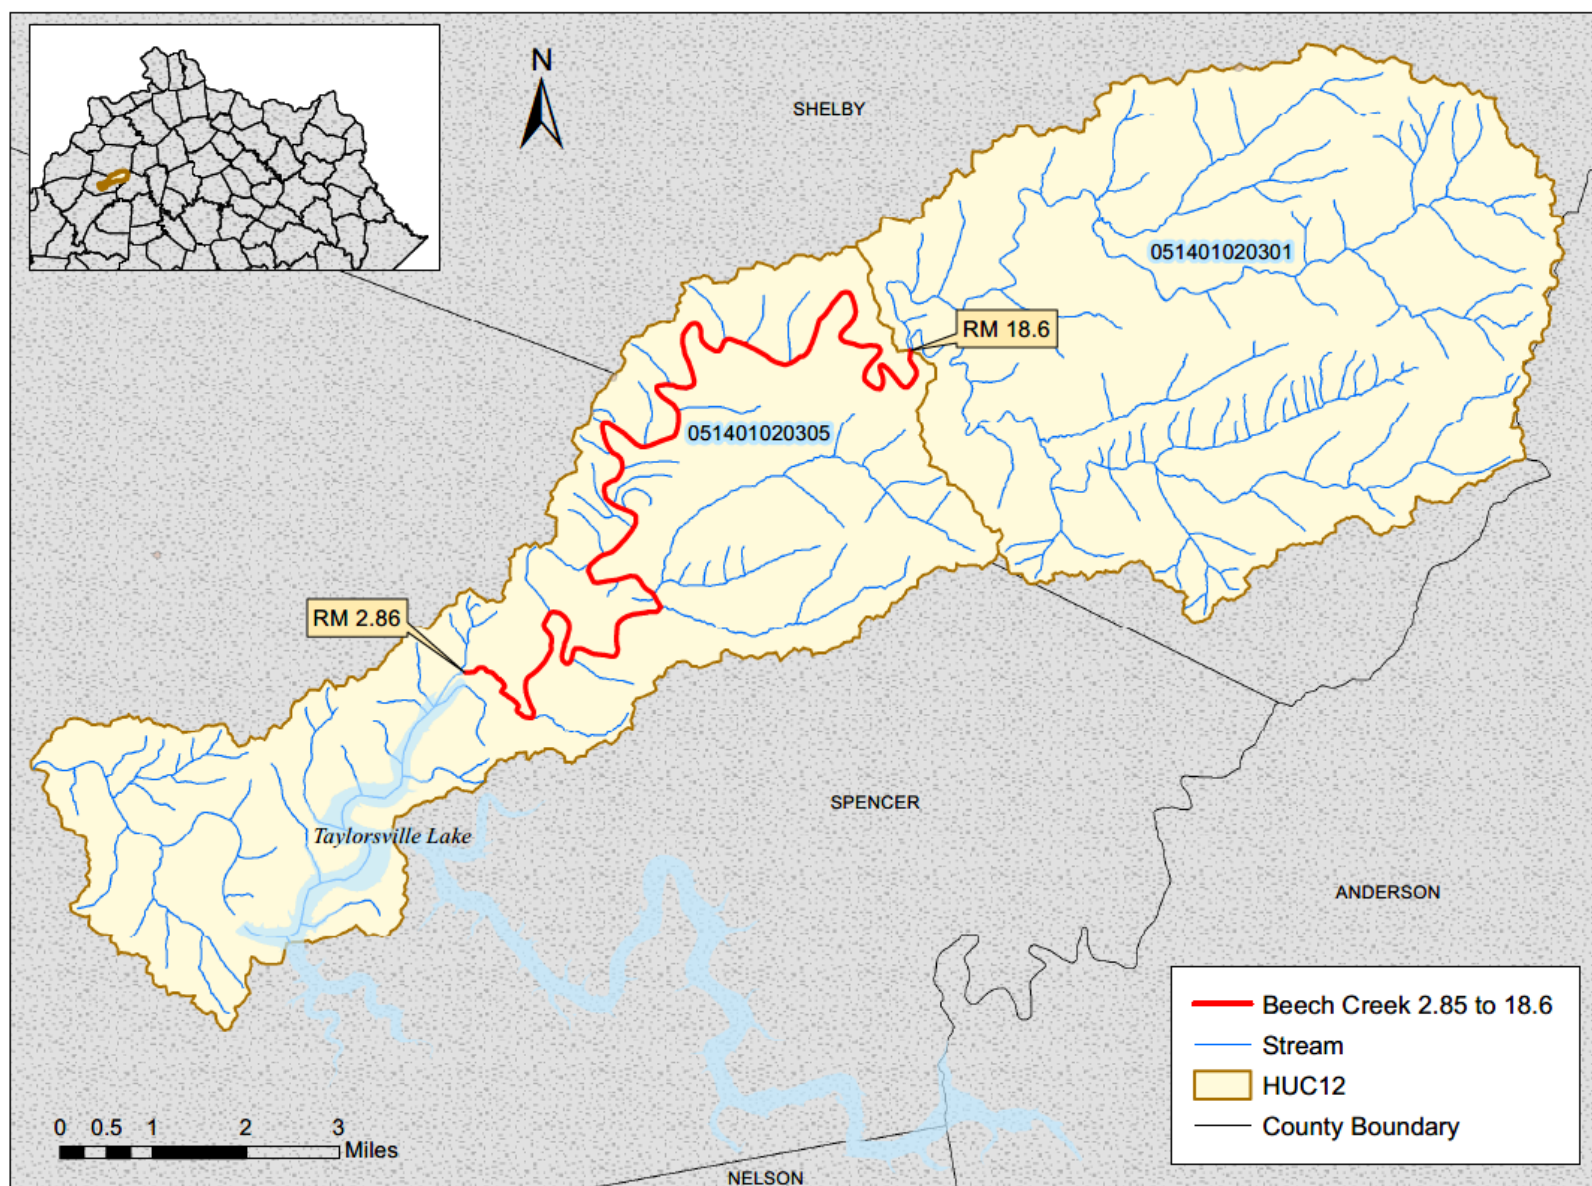 N
SHELBY
051401020301
RM 18.6
051401020305
RM 2.86
SPENCER
Taylorsville Lake
ANDERSON
Beech Creek 2.85 to 18.6
Stream
HUC12
County Boundary
0 0.5 1 2 3
Miles
NELSON